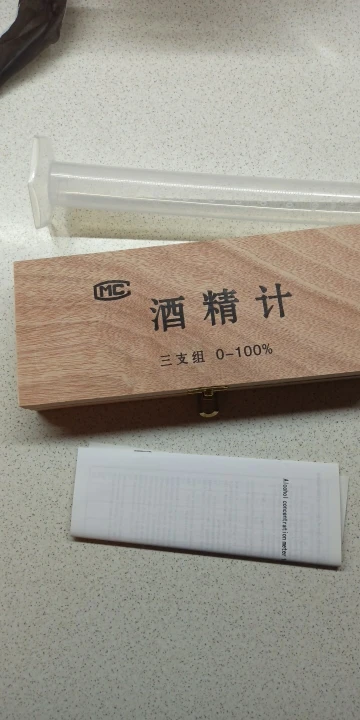 MC
酒精计
三支组 0-100%
Alcohol concentration meter